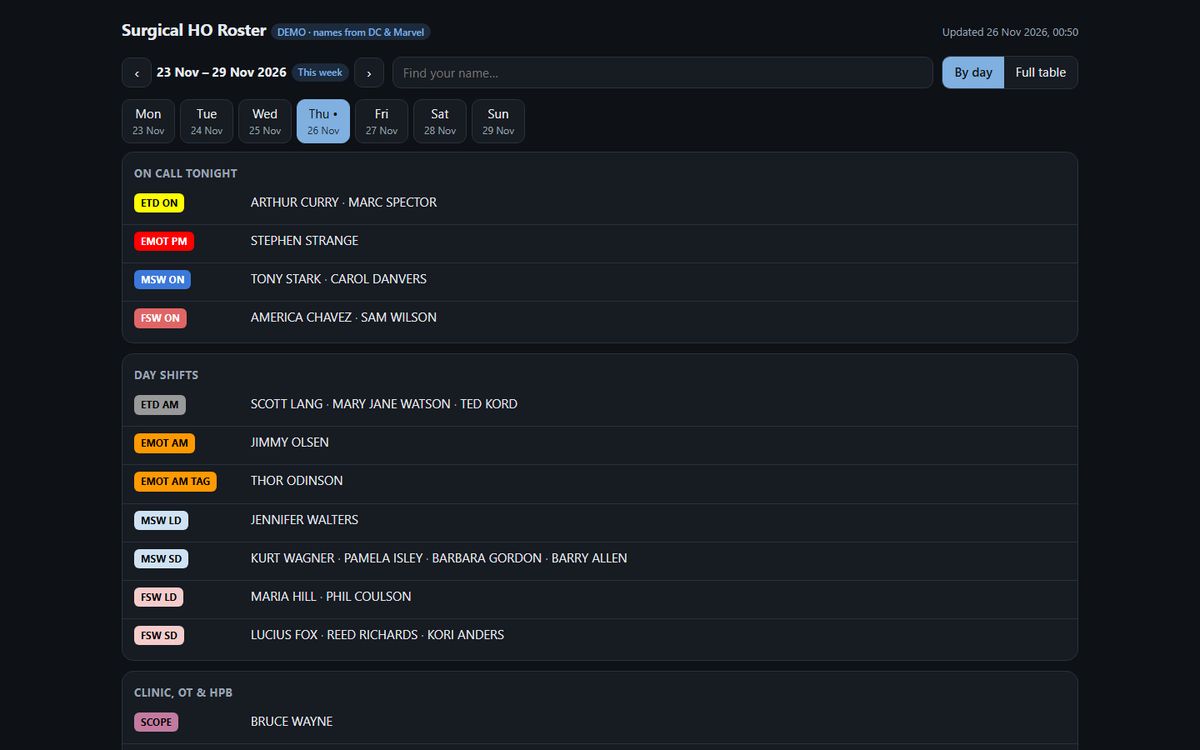 Surgical HO Roster DEMO · names from DC & Marvel Updated 26 Nov 2026, 00:50
‹ 23 Nov – 29 Nov 2026 This week › Find your name... By day Full table
Mon Tue Wed Thu • Fri Sat Sun
23 Nov 24 Nov 25 Nov 26 Nov 27 Nov 28 Nov 29 Nov
ON CALL TONIGHT
ETD ON ARTHUR CURRY · MARC SPECTOR
EMOT PM STEPHEN STRANGE
MSW ON TONY STARK · CAROL DANVERS
FSW ON AMERICA CHAVEZ · SAM WILSON
DAY SHIFTS
ETD AM SCOTT LANG · MARY JANE WATSON · TED KORD
EMOT AM JIMMY OLSEN
EMOT AM TAG THOR ODINSON
MSW LD JENNIFER WALTERS
MSW SD KURT WAGNER · PAMELA ISLEY · BARBARA GORDON · BARRY ALLEN
FSW LD MARIA HILL · PHIL COULSON
FSW SD LUCIUS FOX · REED RICHARDS · KORI ANDERS
CLINIC, OT & HPB
SCOPE BRUCE WAYNE